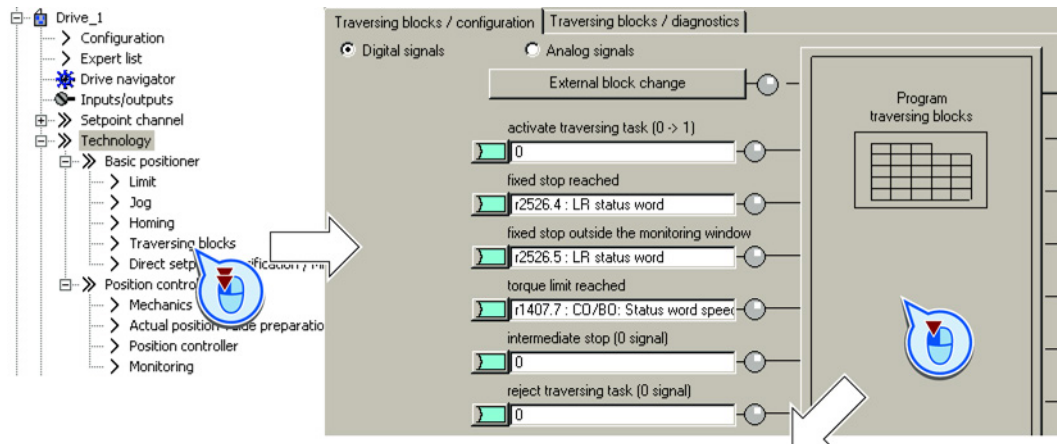 Drive_1
Configuration
Expert list
Drive navigator
Inputs/outputs
Setpoint channel
Technology
Basic positioner
Limit
Jog
Homing
Traversing blocks
Direct
Position
Mechanics
Actual
Position controller
Monitoring
Traversing blocks / configuration
Traversing blocks / diagnostics
Digital signals
Analog signals
External block change
activate traversing task (0 -> 1)
0
fixed stop reached
r2526.4 : LR status word
fixed stop outside the monitoring window
r2526.5 : LR status word
torque limit reached
r1407.7 : CO/BO: Status word speec
intermediate stop (0 signal)
0
reject traversing task (0 signal)
0
Program
traversing blocks